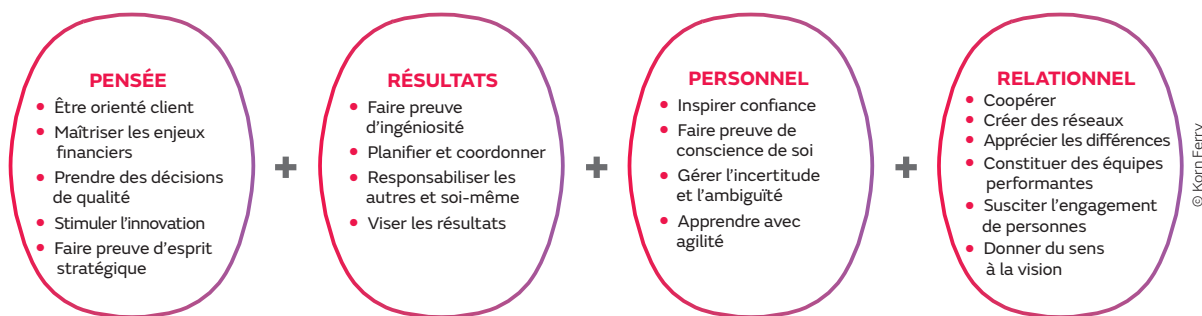 PENSÉE
• Être orienté client
• Maîtriser les enjeux
financiers
• Prendre des décisions
de qualité
• Stimuler l'innovation
• Faire preuve d'esprit
stratégique
+
RÉSULTATS
• Faire preuve
d'ingéniosité
• Planifier et coordonner
• Responsabiliser les
autres et soi-même
• Viser les résultats
+
PERSONNEL
• Inspirer confiance
• Faire preuve de
conscience de soi
• Gérer l'incertitude
et l'ambiguïté
• Apprendre avec
agilité
+
RELATIONNEL
• Coopérer
• Créer des réseaux
• Apprécier les différences
• Constituer des équipes
performantes
• Susciter l'engagement
de personnes
• Donner du sens
à la vision
© Korn Ferry